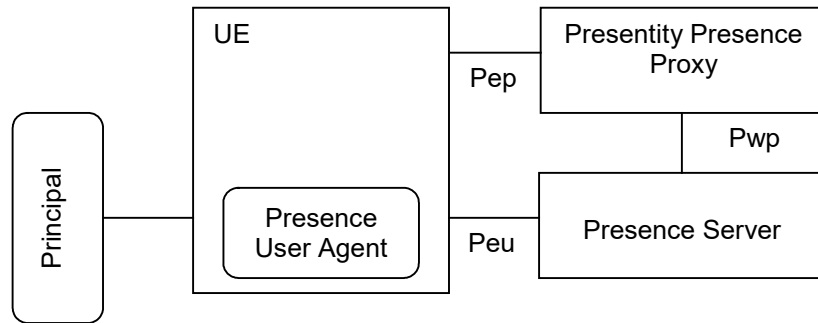 UE
Presentity Presence
Proxy
Pep
Pwp
Principal
Presence
User Agent
Peu
Presence Server